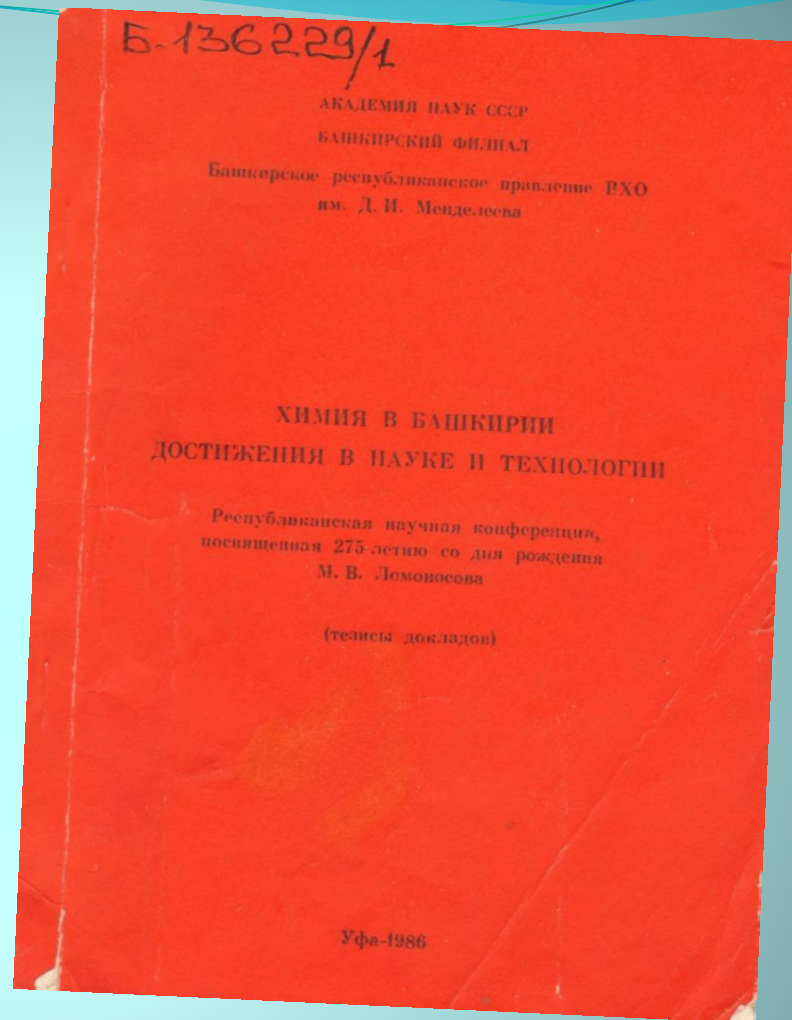 Б-136229/1
АКАДЕМИЯ НАУК СССР
БАШКИРСКИЙ ФИЛИАЛ
Башкирское республиканское правление ВХО
им. Д. И. Менделеева
ХИМИЯ В БАШКИРИИ
ДОСТИЖЕНИЯ В НАУКЕ И ТЕХНОЛОГИИ
Республиканская научная конференция,
посвященная 275-летию со дня рождения
М. В. Ломоносова
(тезисы докладов)
Уфа-1986